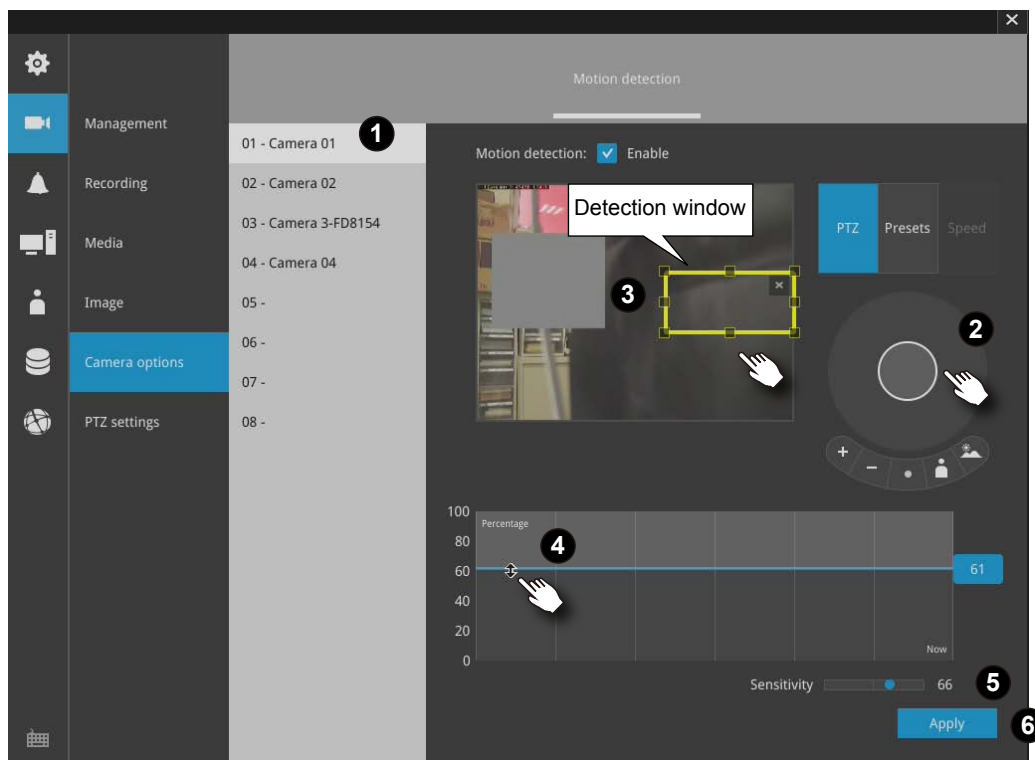 Motion detection
Management
Recording
Media
Image
Camera options
PTZ settings
1
01 - Camera 01
02 - Camera 02
03 - Camera 3-FD8154
04 - Camera 04
05 -
06 -
07 -
08 -
Motion detection: Enable
Detection window
3
PTZ Presets Speed
2
100
80
60
40
20
0
Percentage
4
61
Now
Sensitivity 66 5
Apply 6